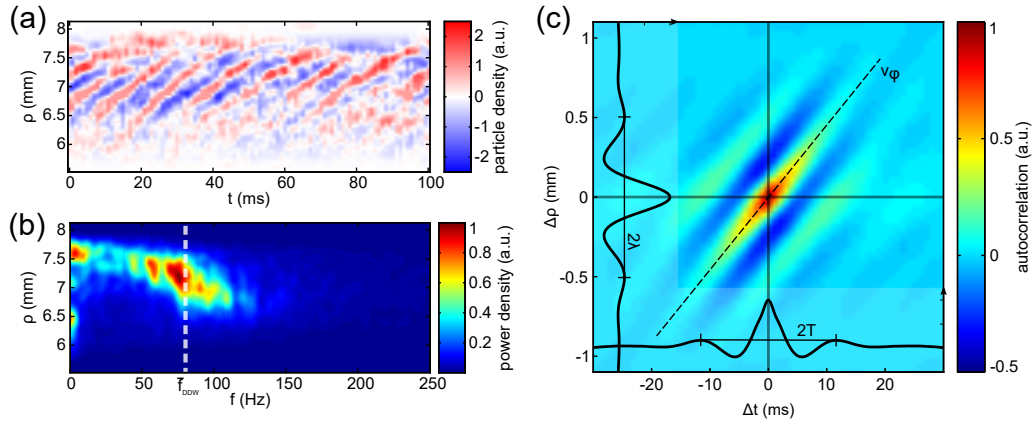 (a)
ρ (mm)
8
7.5
7
6.5
6
0 20 40 60 80 100
t (ms)
2
1
0
-1
-2
particle density (a.u.)
(b)
ρ (mm)
8
7.5
7
6.5
6
0 50 100 150 200 250
f_DDW
f (Hz)
1
0.8
0.6
0.4
0.2
power density (a.u.)
(c)
Δρ (mm)
1
0.5
0
-0.5
-1
-20 -10 0 10 20
Δt (ms)
vφ
2λ
2T
1
0.5
0
-0.5
autocorrelation (a.u.)